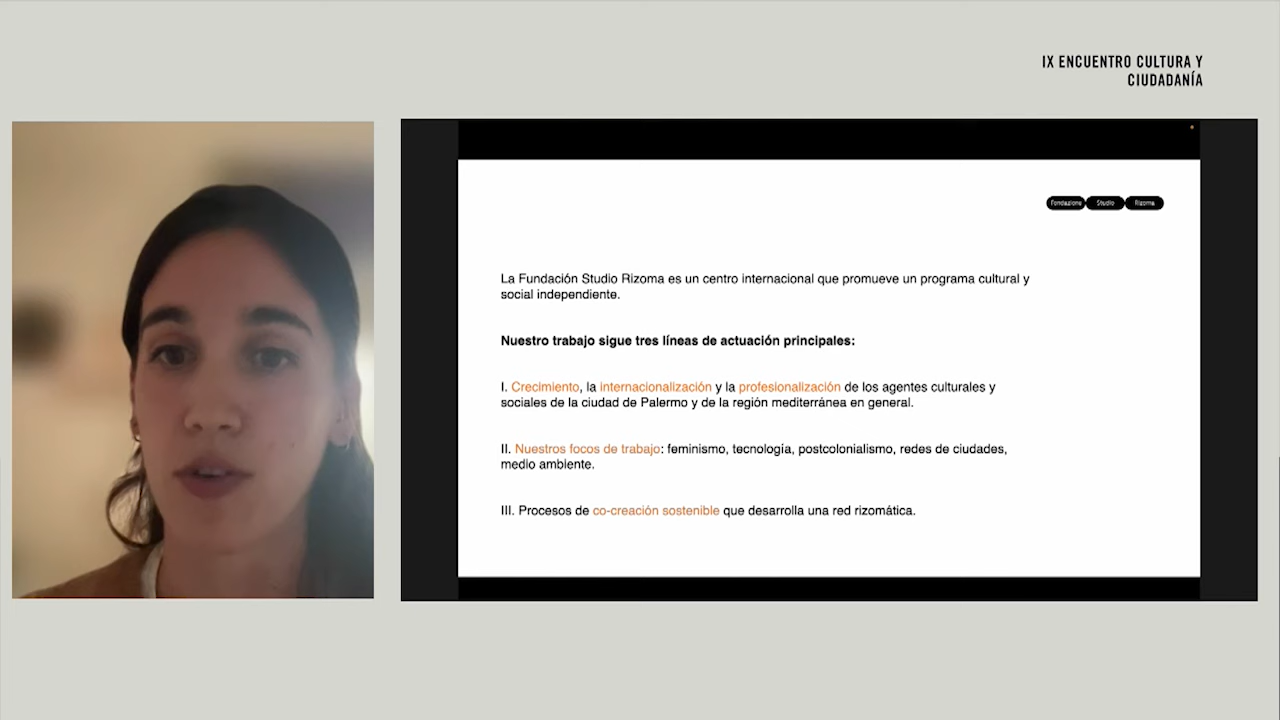 IX ENCUENTRO CULTURA Y
CIUDADANÍA
Fondazione Studio Rizoma
La Fundación Studio Rizoma es un centro internacional que promueve un programa cultural y
social independiente.
Nuestro trabajo sigue tres líneas de actuación principales:
I. Crecimiento, la internacionalización y la profesionalización de los agentes culturales y
sociales de la ciudad de Palermo y de la región mediterránea en general.
II. Nuestros focos de trabajo: feminismo, tecnología, postcolonialismo, redes de ciudades,
medio ambiente.
III. Procesos de co-creación sostenible que desarrolla una red rizomática.